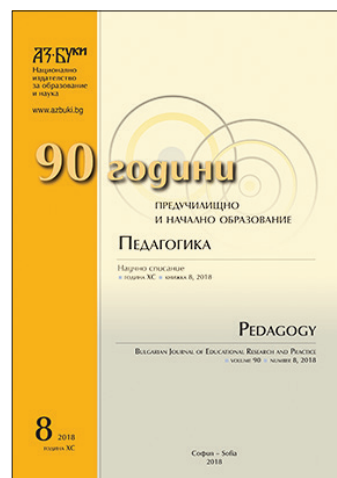 АЗ·БУКИ
Национално
издателство
за образование
и наука
www.azbuki.bg
90 години
ПРЕДУЧИЛИЩНО
И НАЧАЛНО ОБРАЗОВАНИЕ
ПЕДАГОГИКА
Научно списание
година XC книжка 8, 2018
PEDAGOGY
BULGARIAN JOURNAL OF EDUCATIONAL RESEARCH AND PRACTICE
VOLUME 90 NUMBER 8, 2018
8 2018
година XC
София – Sofia
2018